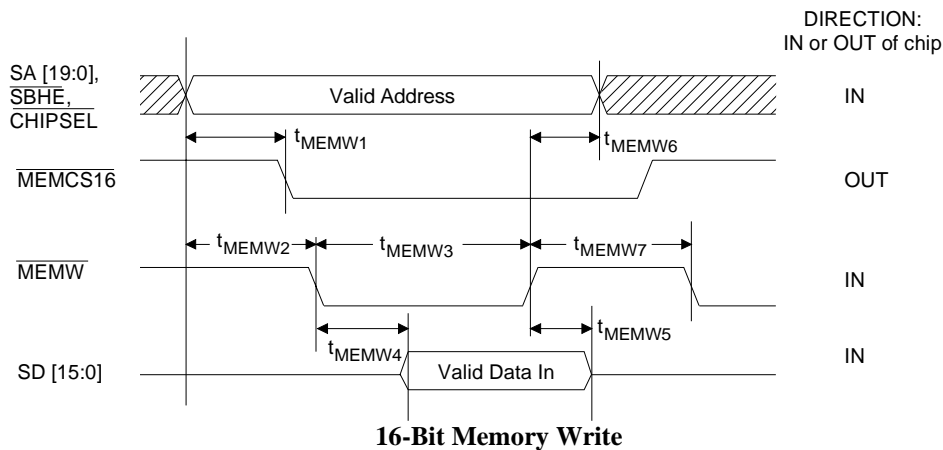 DIRECTION:
IN or OUT of chip
SA [19:0],
SBHE,
CHIPSEL
Valid Address
IN
tMEMW1
tMEMW6
MEMCS16
OUT
tMEMW2
tMEMW3
tMEMW7
MEMW
IN
tMEMW4
tMEMW5
IN
SD [15:0]
Valid Data In
16-Bit Memory Write